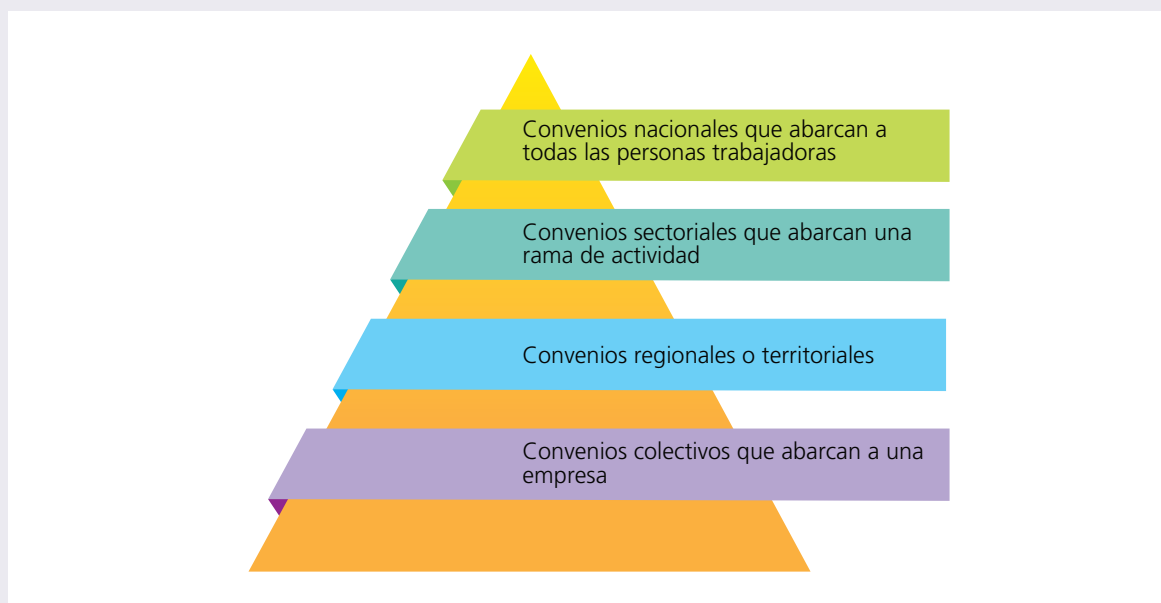 Convenios nacionales que abarcan a
todas las personas trabajadoras
Convenios sectoriales que abarcan una
rama de actividad
Convenios regionales o territoriales
Convenios colectivos que abarcan a una
empresa